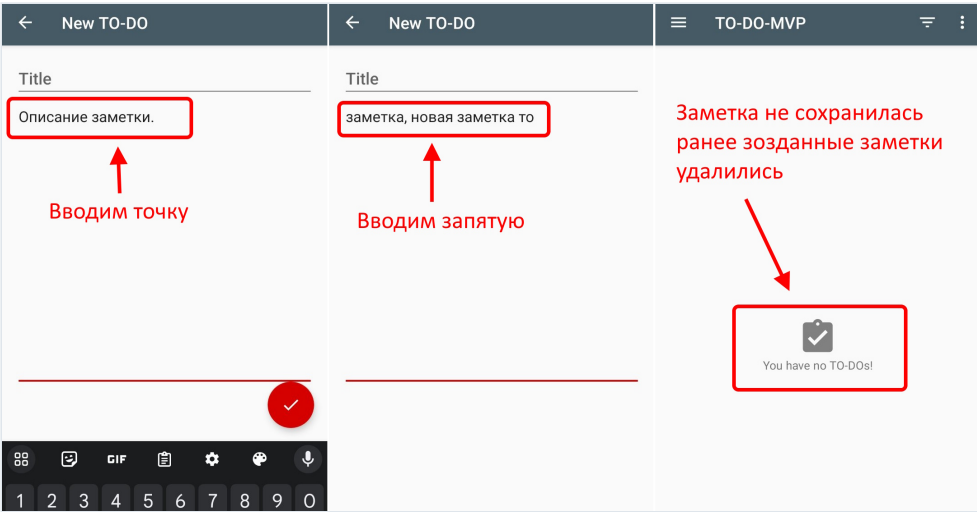 New TO-DO
Title
Описание заметки.
Вводим точку
GIF
1 2 3 4 5 6 7 8 9 0
New TO-DO
Title
заметка, новая заметка то
Вводим запятую
TO-DO-MVP
Заметка не сохранилась
ранее зозданные заметки
удалились
You have no TO-DOs!